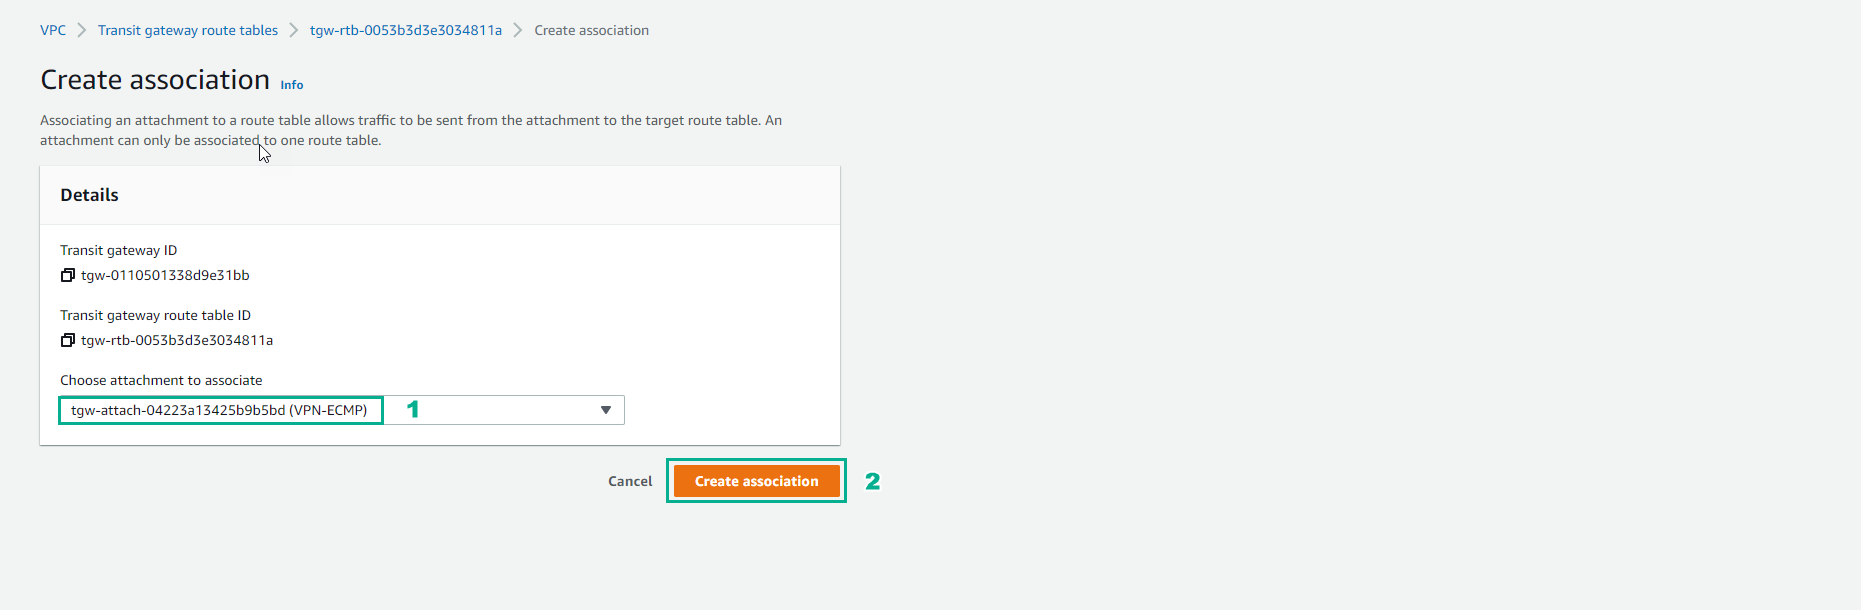 VPC > Transit gateway route tables > tgw-rtb-0053b3d3e3034811a > Create association
Create association Info
Associating an attachment to a route table allows traffic to be sent from the attachment to the target route table. An
attachment can only be associated to one route table.
Details
Transit gateway ID
tgw-0110501338d9e31bb
Transit gateway route table ID
tgw-rtb-0053b3d3e3034811a
Choose attachment to associate
tgw-attach-04223a13425b9b5bd (VPN-ECMP) 1
Cancel Create association 2